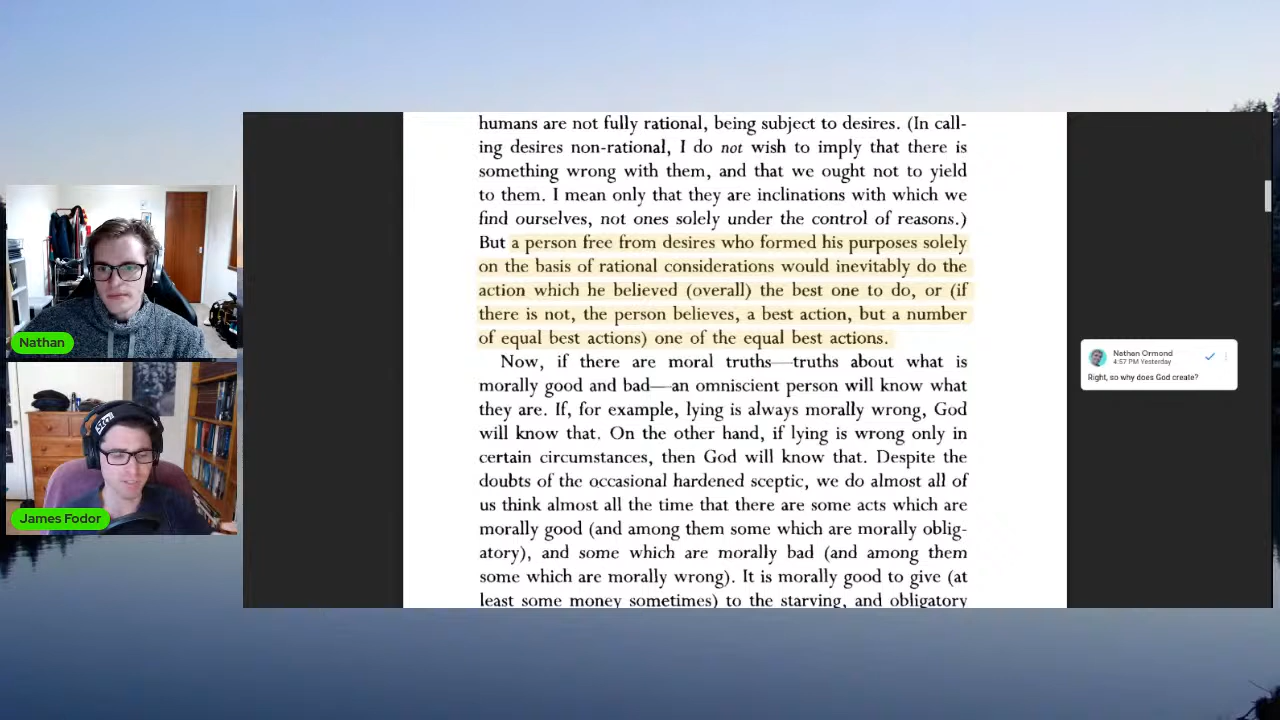 humans are not fully rational, being subject to desires. (In call-
ing desires non-rational, I do not wish to imply that there is
something wrong with them, and that we ought not to yield
to them. I mean only that they are inclinations with which we
find ourselves, not ones solely under the control of reasons.)
But a person free from desires who formed his purposes solely
on the basis of rational considerations would inevitably do the
action which he believed (overall) the best one to do, or (if
there is not, the person believes, a best action, but a number
of equal best actions) one of the equal best actions.
Now, if there are moral truths—truths about what is
morally good and bad—an omniscient person will know what
they are. If, for example, lying is always morally wrong, God
will know that. On the other hand, if lying is wrong only in
certain circumstances, then God will know that. Despite the
doubts of the occasional hardened sceptic, we do almost all of
us think almost all the time that there are some acts which are
morally good (and among them some which are morally oblig-
atory), and some which are morally bad (and among them
some which are morally wrong). It is morally good to give (at
least some money sometimes) to the starving, and obligatory
Nathan Ormond
4:57 PM Yesterday
Right, so why does God create?
Nathan
James Fodor